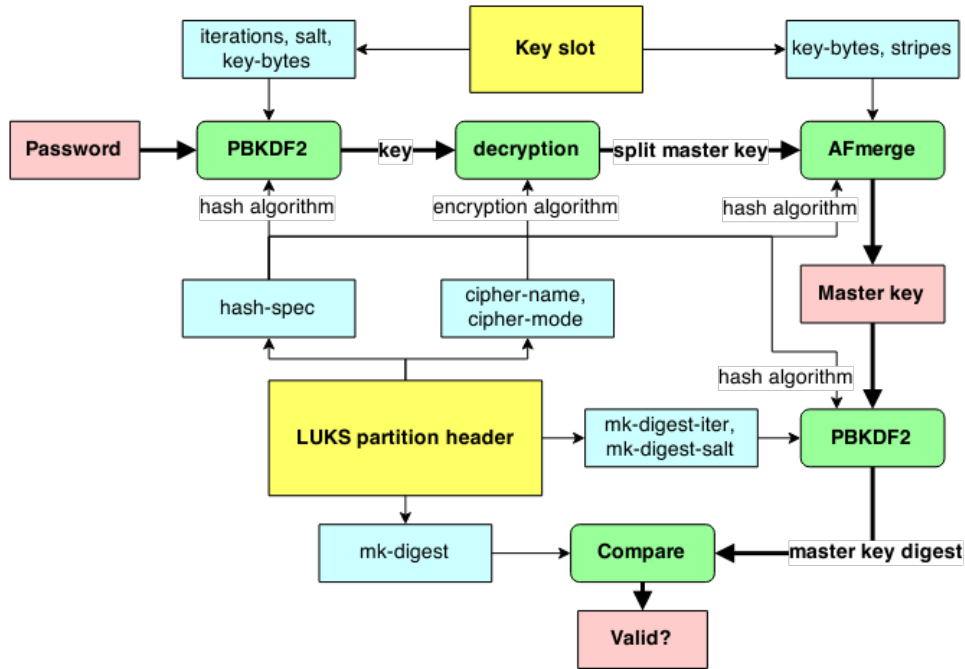 iterations, salt,
key-bytes
Key slot
key-bytes, stripes
Password
PBKDF2
key
decryption
split master key
AFmerge
hash algorithm
encryption algorithm
hash algorithm
hash-spec
cipher-name,
cipher-mode
Master key
hash algorithm
LUKS partition header
mk-digest-iter,
mk-digest-salt
PBKDF2
mk-digest
Compare
master key digest
Valid?